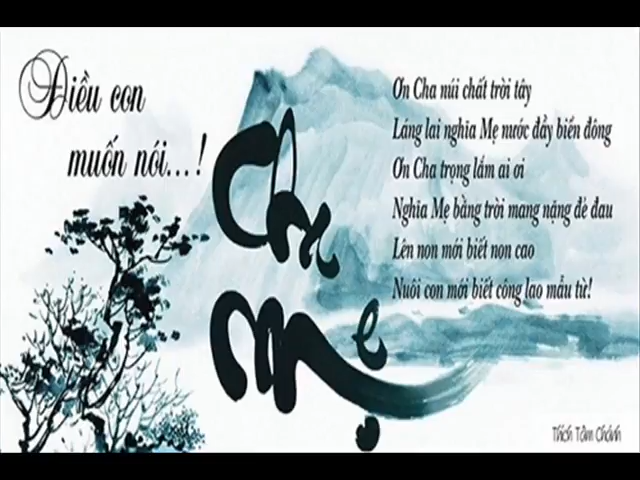 Điều con
muốn nói...!
Cha
Mẹ
Ơn Cha núi chất trời tây
Láng lai nghĩa Mẹ nước đầy biển đông
Ơn Cha trọng lắm ai ơi
Nghĩa Mẹ bằng trời mang nặng đẻ đau
Lên non mới biết non cao
Nuôi con mới biết công lao mẫu từ!
Thích Tâm Chánh